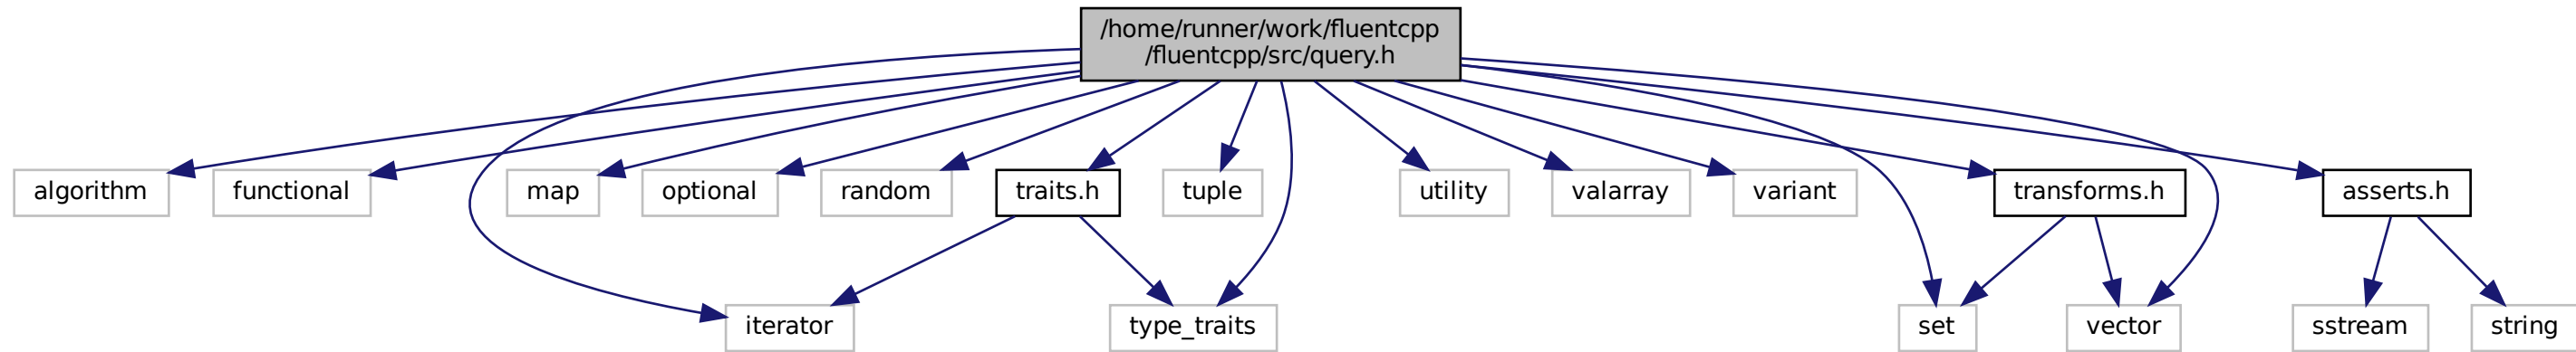 /home/runner/work/fluentcpp
/fluentcpp/src/query.h
algorithm
functional
map
optional
random
traits.h
tuple
utility
valarray
variant
transforms.h
asserts.h
iterator
type_traits
set
vector
sstream
string